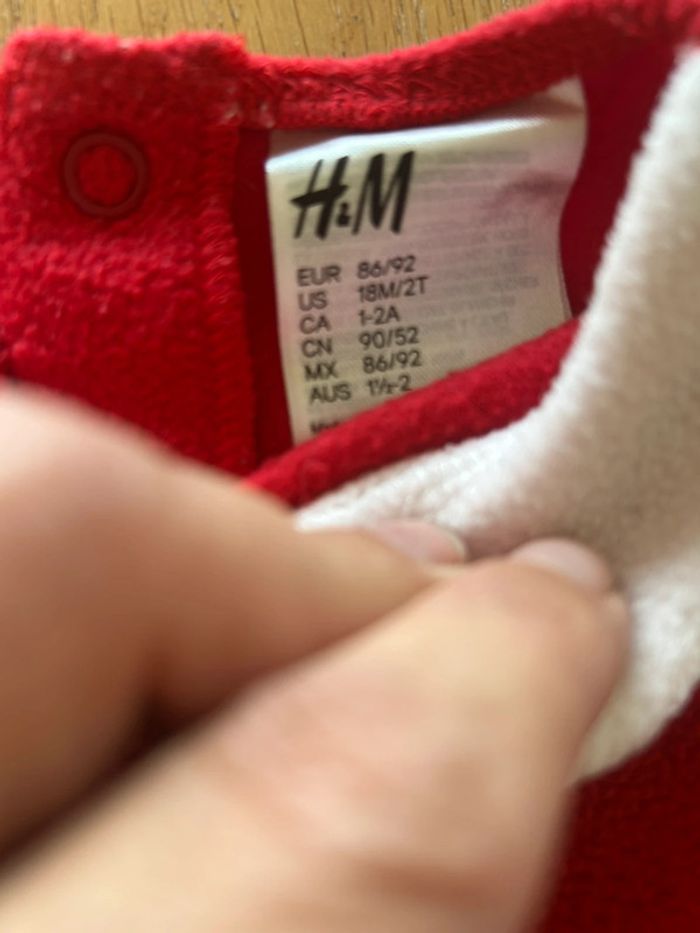 H&M
EUR 86/92
US 18M/2T
CA 1-2A
CN 90/52
MX 86/92
AUS 1½-2